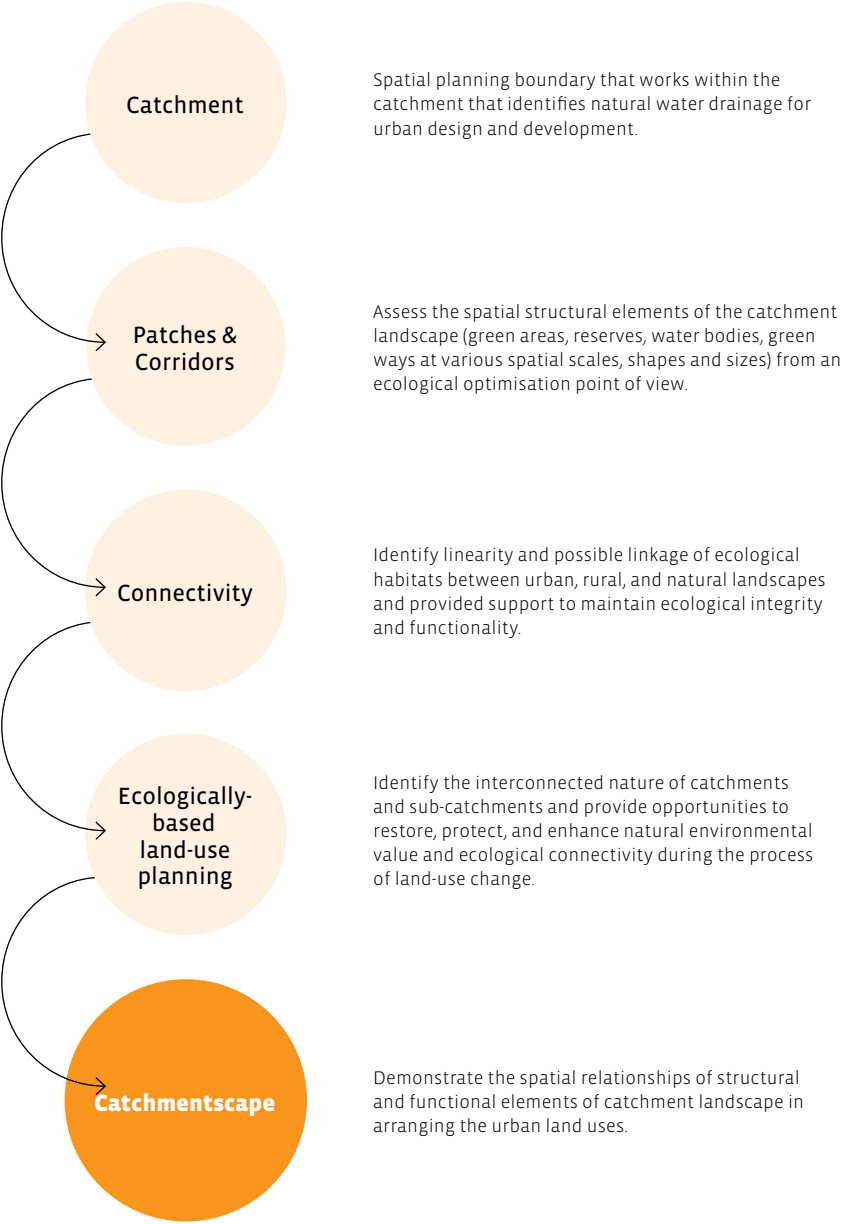 Catchment
Spatial planning boundary that works within the
catchment that identifies natural water drainage for
urban design and development.
Patches &
Corridors
Assess the spatial structural elements of the catchment
landscape (green areas, reserves, water bodies, green
ways at various spatial scales, shapes and sizes) from an
ecological optimisation point of view.
Connectivity
Identify linearity and possible linkage of ecological
habitats between urban, rural, and natural landscapes
and provided support to maintain ecological integrity
and functionality.
Ecologically-
based
land-use
planning
Identify the interconnected nature of catchments
and sub-catchments and provide opportunities to
restore, protect, and enhance natural environmental
value and ecological connectivity during the process
of land-use change.
Catchmentscape
Demonstrate the spatial relationships of structural
and functional elements of catchment landscape in
arranging the urban land uses.